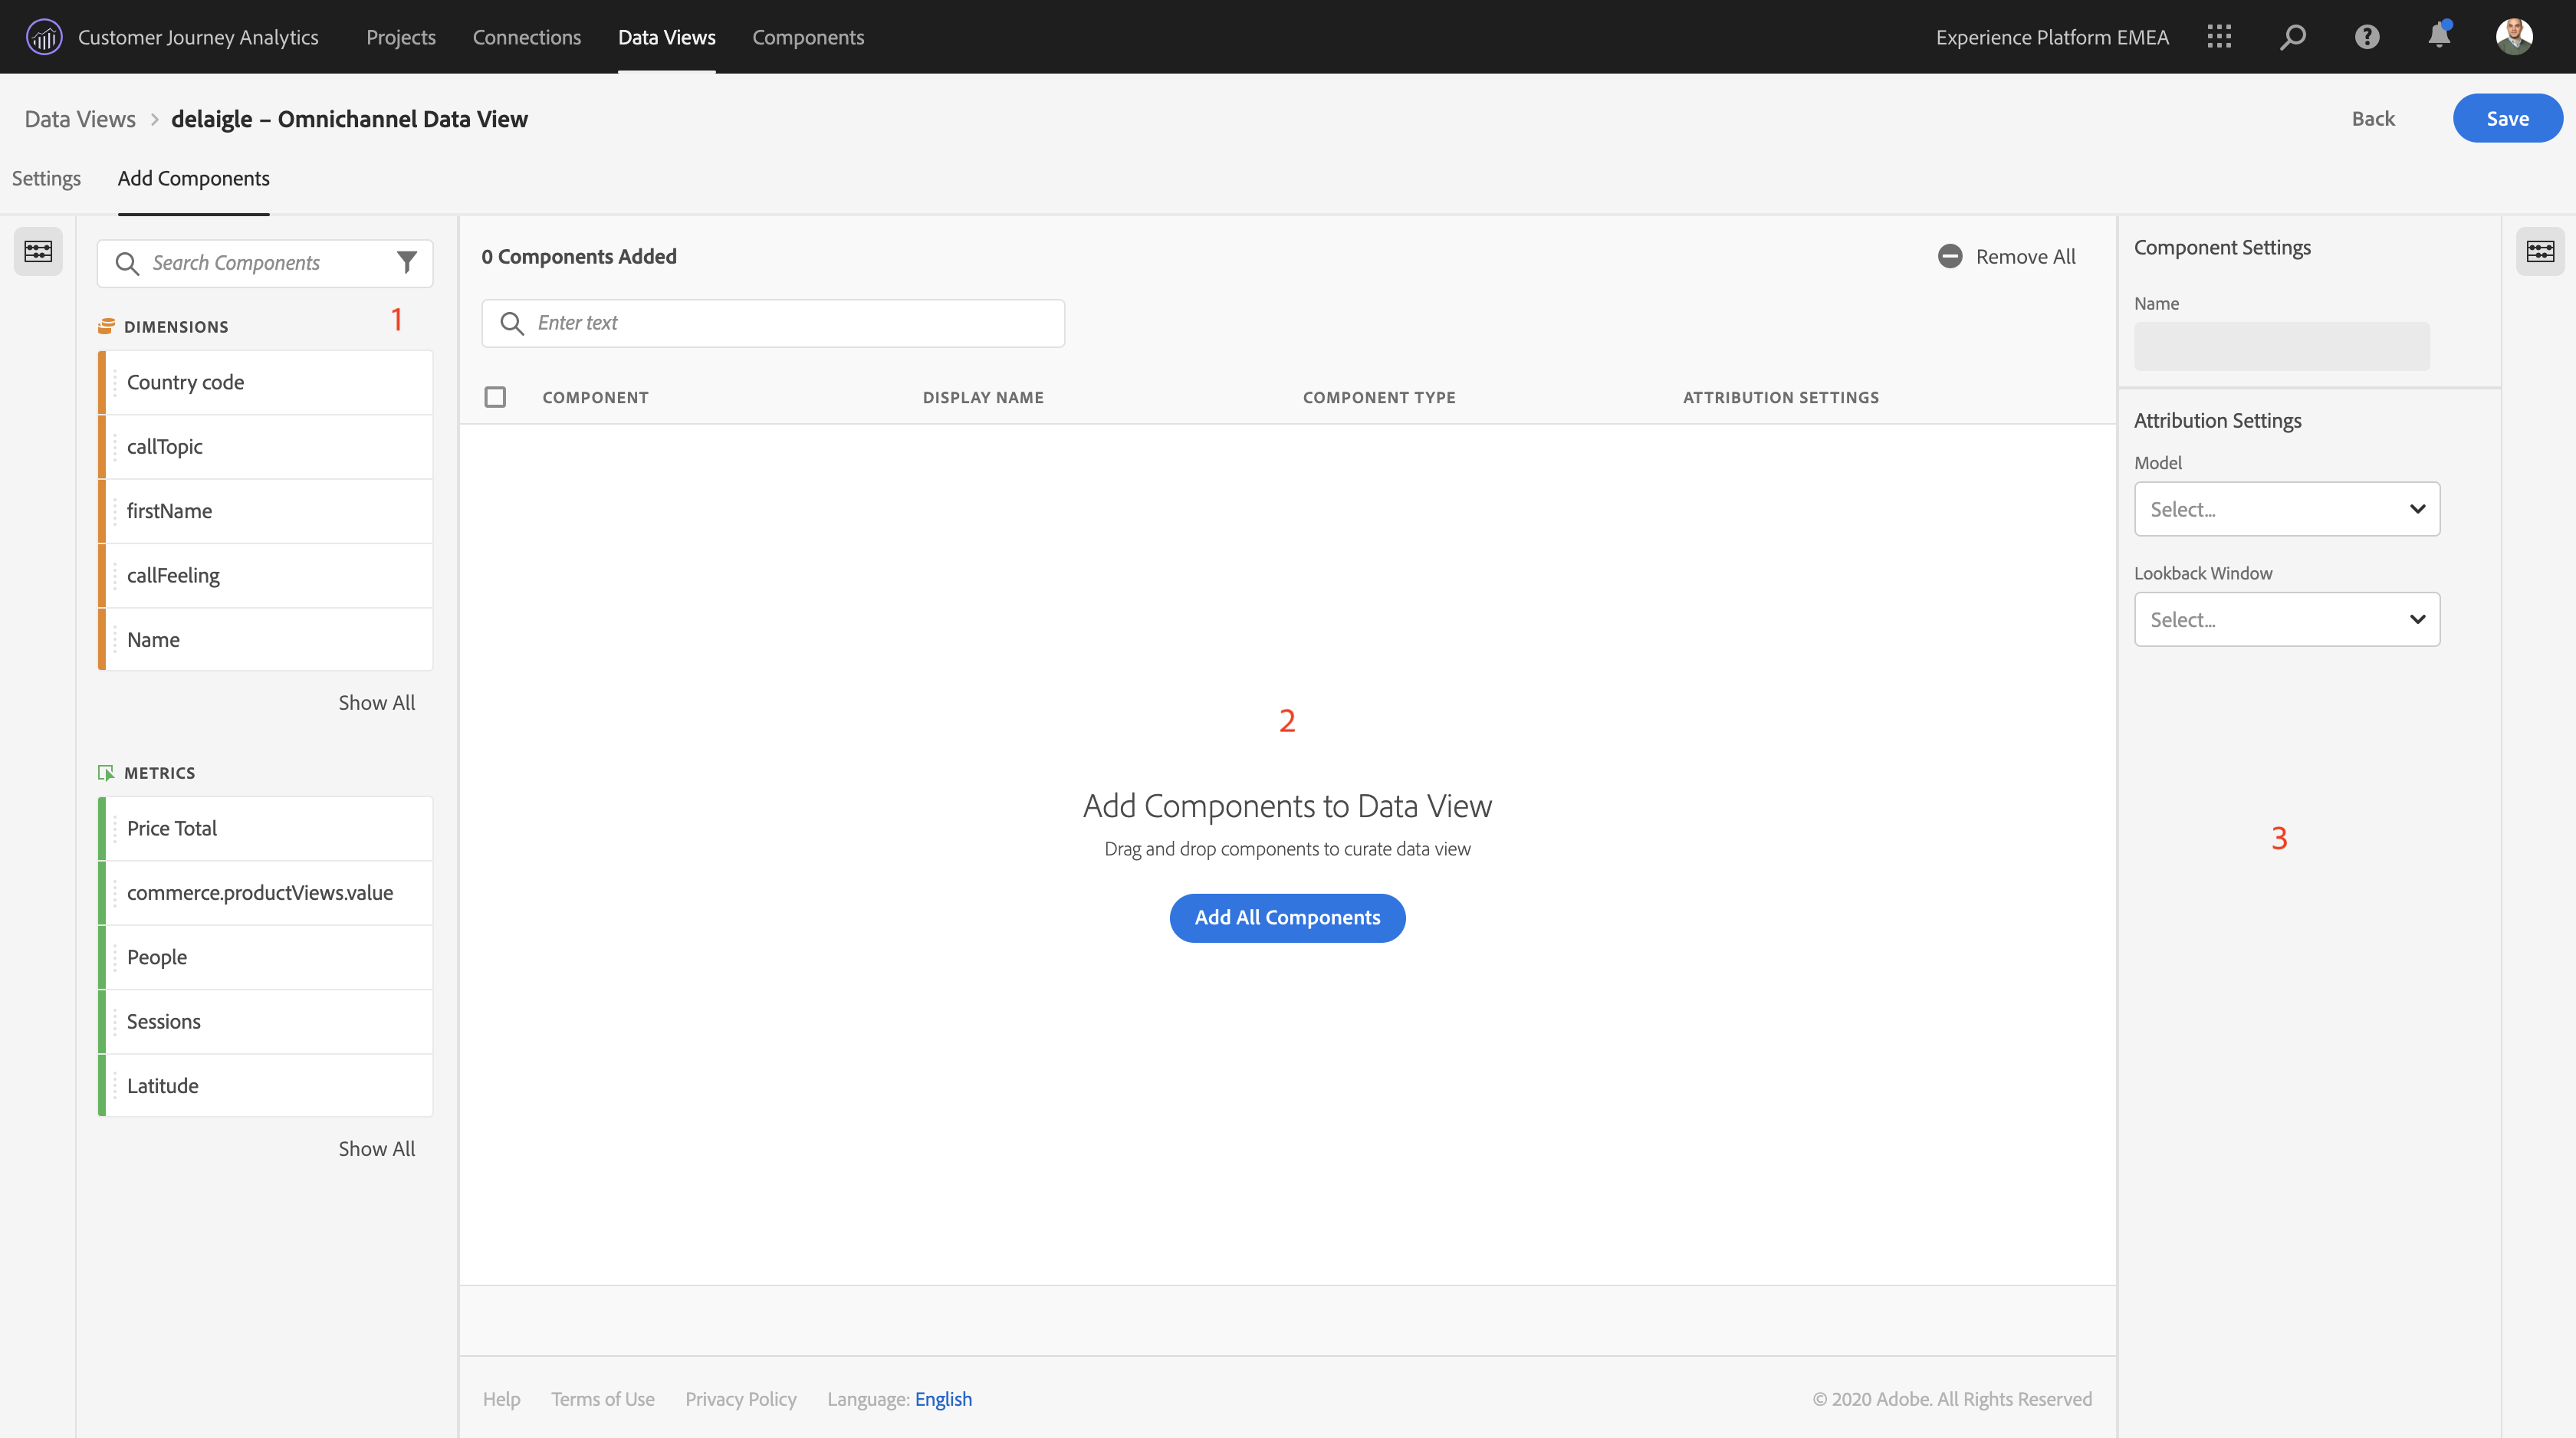 Customer Journey Analytics Projects Connections Data Views Components Experience Platform EMEA
Data Views > delaigle – Omnichannel Data View Back Save
Settings Add Components
Search Components
0 Components Added Remove All
Component Settings
Name
1
DIMENSIONS
Enter text
Country code
callTopic
firstName
callFeeling
Name
Show All
METRICS
Price Total
commerce.productViews.value
People
Sessions
Latitude
Show All
COMPONENT DISPLAY NAME COMPONENT TYPE ATTRIBUTION SETTINGS
2
Add Components to Data View
Drag and drop components to curate data view
Add All Components
Attribution Settings
Model
Select...
Lookback Window
Select...
3
Help Terms of Use Privacy Policy Language: English © 2020 Adobe. All Rights Reserved